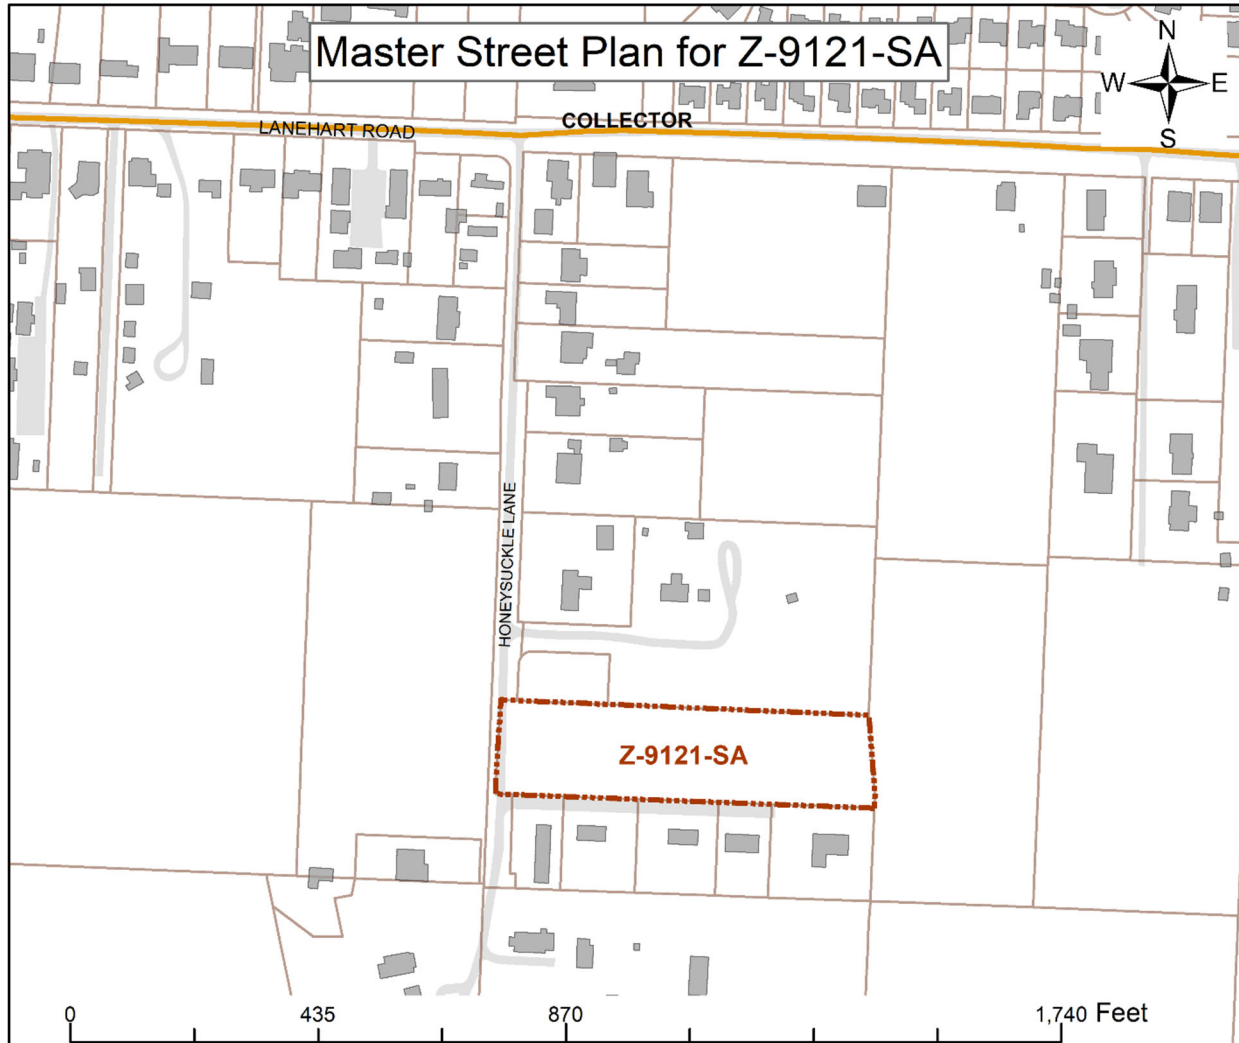 Master Street Plan for Z-9121-SA
N
W E
S
COLLECTOR
LANEHART ROAD
HONEYSUCKLE LANE
Z-9121-SA
0 435 870 1,740 Feet